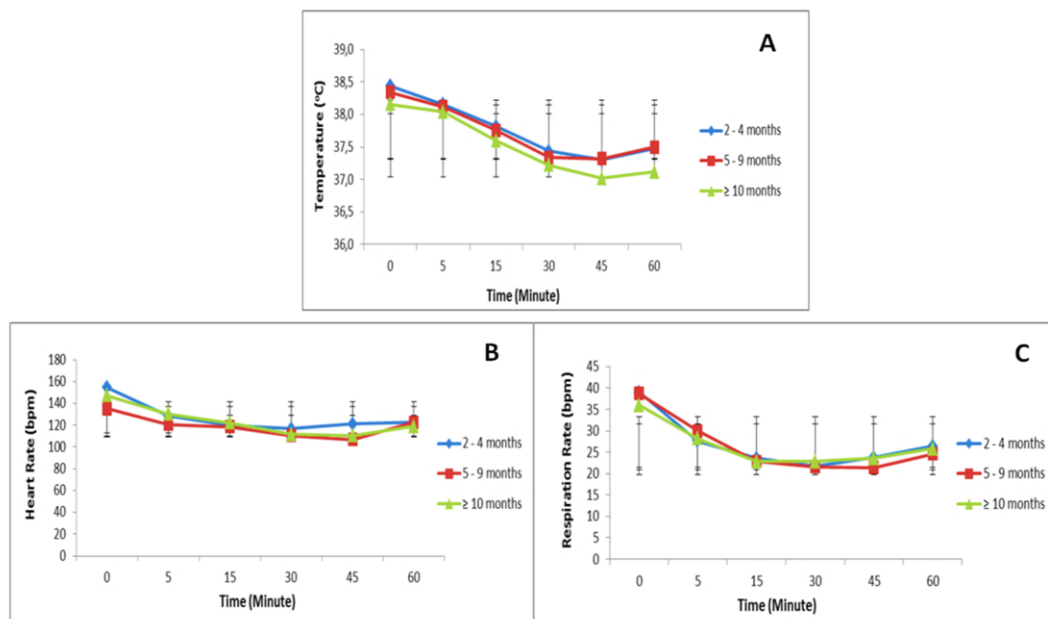 A
39,0
38,5
38,0
37,5
37,0
36,5
36,0
Temperature (°C)
0 5 15 30 45 60
Time (Minute)
2 - 4 months
5 - 9 months
≥ 10 months
B
180
160
140
120
100
80
60
40
20
0
Heart Rate (bpm)
0 5 15 30 45 60
Time (Minute)
2 - 4 months
5 - 9 months
≥ 10 months
C
45
40
35
30
25
20
15
10
5
0
Respiration Rate (bpm)
0 5 15 30 45 60
Time (Minute)
2 - 4 months
5 - 9 months
≥ 10 months